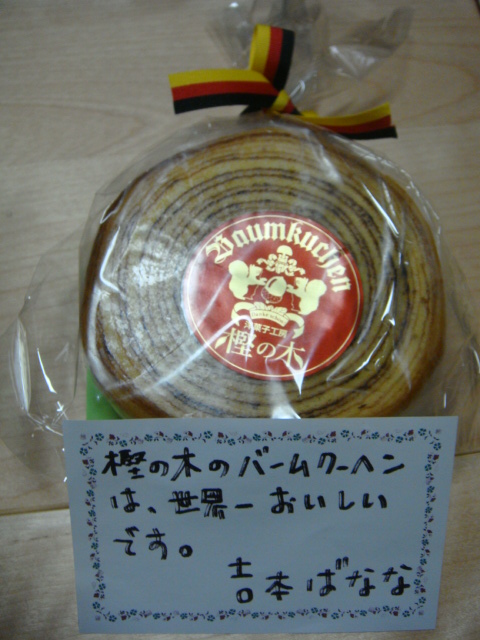 Baumkuchen
洋菓子工房
樫の木
樫の木のバームクーヘン
は、世界一おいしい
です。
吉本ばなな